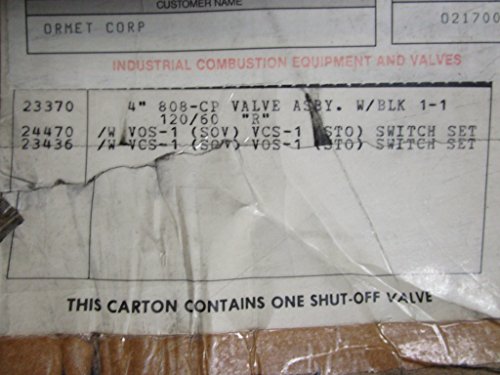 CUSTOMER NAME
ORMET CORP
021700
INDUSTRIAL COMBUSTION EQUIPMENT AND VALVES
23370 4" 808-CP VALVE ASBY. W/BLK 1-1
120/60 "R"
24470 /W VOS-1 (SOV) VCS-1 (STO) SWITCH SET
23436 /W VCS-1 (SOV) VOS-1 (STO) SWITCH SET
THIS CARTON CONTAINS ONE SHUT-OFF VALVE